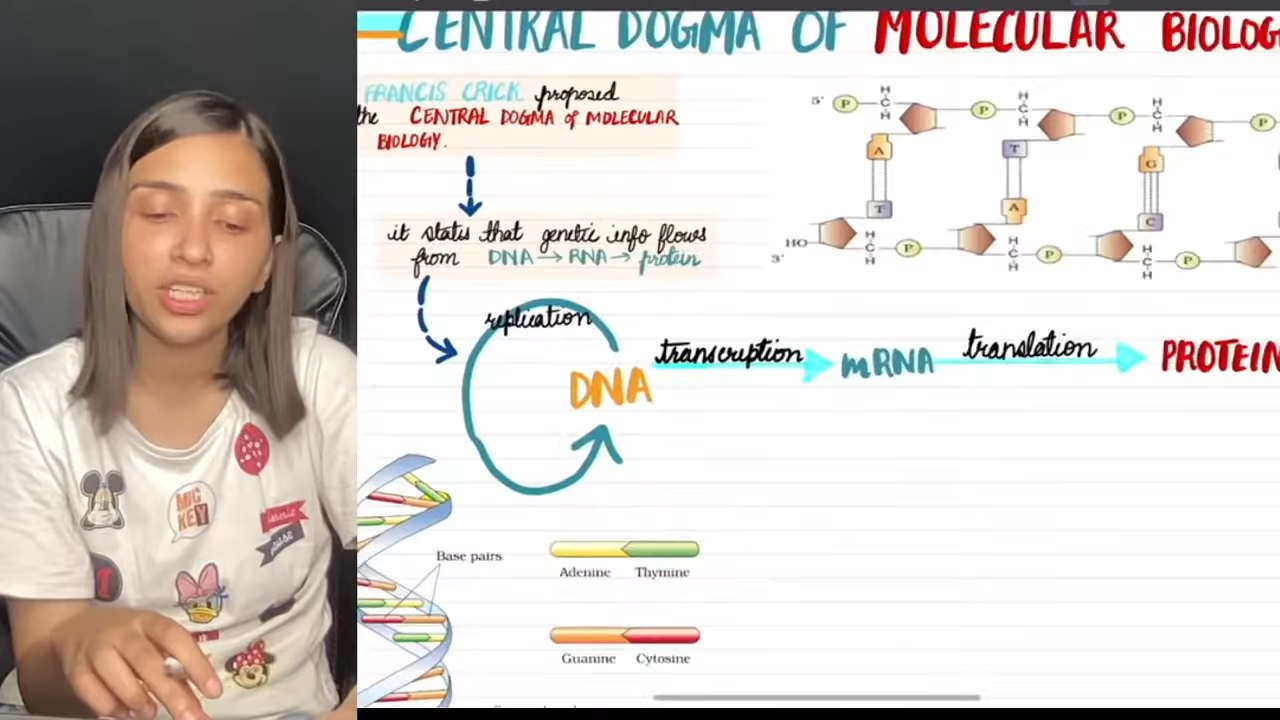 CENTRAL DOGMA OF MOLECULAR BIOLOG
FRANCIS CRICK proposed
the CENTRAL DOGMA of MOLECULAR
BIOLOGY.
it states that genetic info flows
from DNA → RNA → protein
replication
DNA
transcription
mRNA
translation
PROTEIN
5' P H C H P H C H P H C H P
A T G
T A C
HO H C H P H C H P H C H P
3'
Base pairs
Adenine Thymine
Guanine Cytosine
MIC
KEY